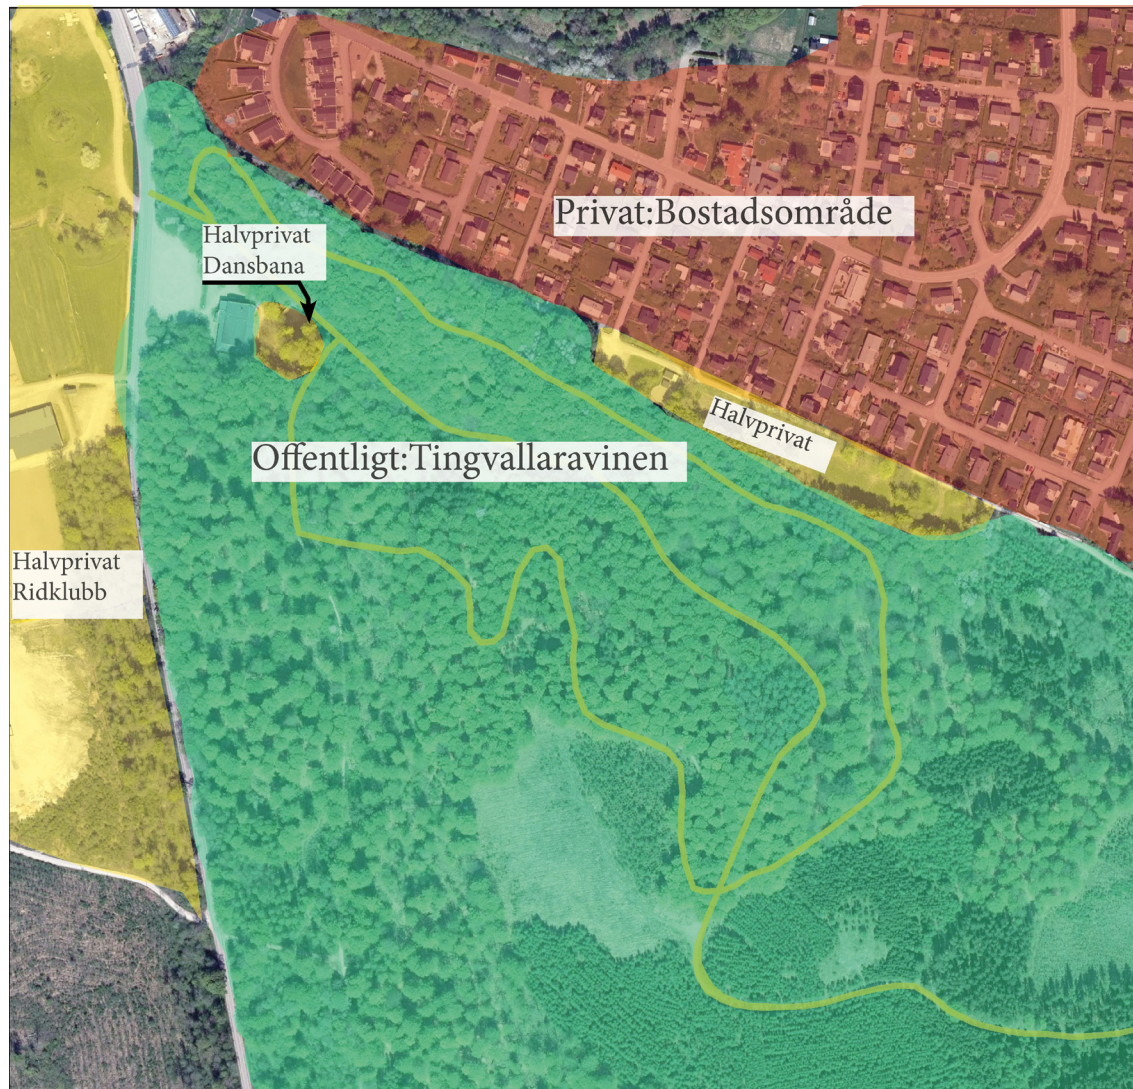 Privat:Bostadsområde
Halvprivat
Dansbana
Halvprivat
Offentligt:Tingvallaravinen
Halvprivat
Ridklubb